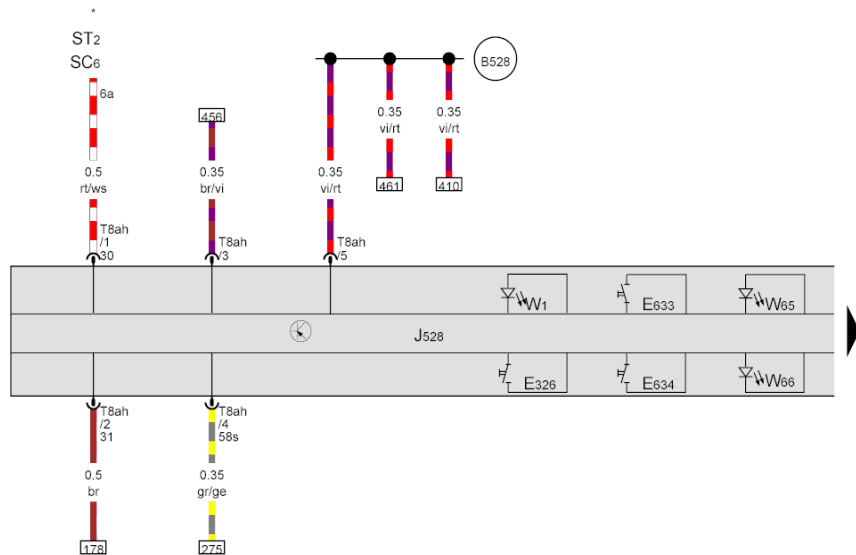 *
ST2
SC6
6a
456
B528
0.5
rt/ws
0.35
br/vi
0.35
vi/rt
0.35
vi/rt
0.35
vi/rt
461
410
T8ah
/1
30
T8ah
/3
T8ah
/5
W1
E633
W65
J528
E326
E634
W66
T8ah
/2
31
T8ah
/4
58s
0.5
br
0.35
gr/ge
178
275